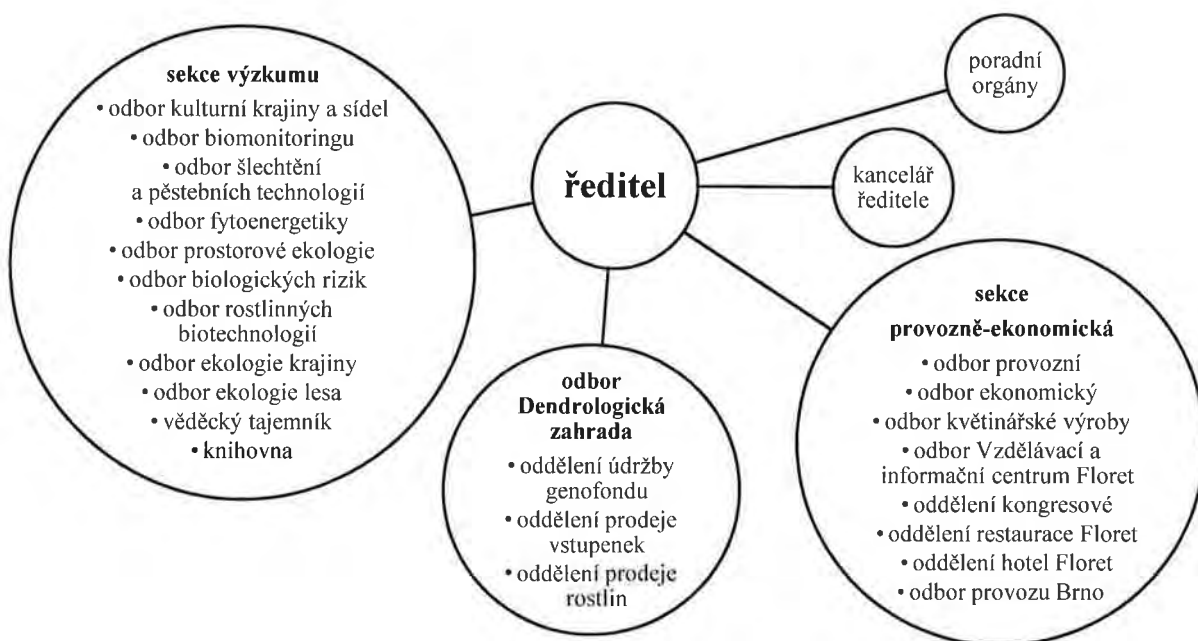 sekce výzkumu
• odbor kulturní krajiny a sídel
• odbor biomonitoringu
• odbor šlechtění
a pěstebních technologií
• odbor fytoenergetiky
• odbor prostorové ekologie
• odbor biologických rizik
• odbor rostlinných
biotechnologií
• odbor ekologie krajiny
• odbor ekologie lesa
• věděcký tajemník
• knihovna
ředitel
poradní
orgány
kancelář
ředitele
odbor
Dendrologická
zahrada
• oddělení údržby
genofondu
• oddělení prodeje
vstupenek
• oddělení prodeje
rostlin
sekce
provozně-ekonomická
• odbor provozní
• odbor ekonomický
• odbor květinářské výroby
• odbor Vzdělávací a
informační centrum Floret
• oddělení kongresové
• oddělení restaurace Floret
• oddělení hotel Floret
• odbor provozu Brno